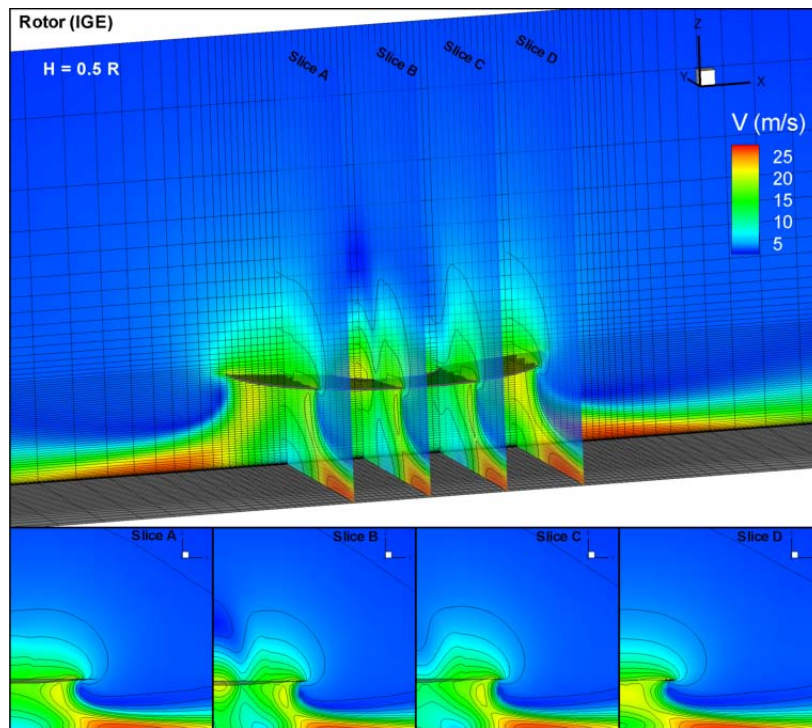 Rotor (IGE)
H = 0.5 R
Slice A
Slice B
Slice C
Slice D
Z
Y
X
V (m/s)
25
20
15
10
5
Slice A
Slice B
Slice C
Slice D